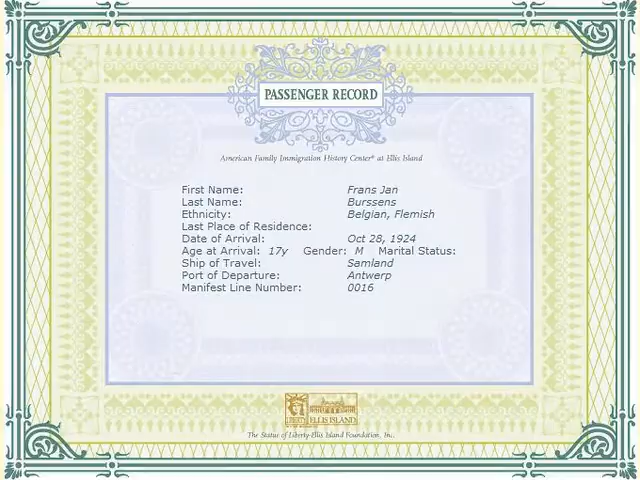 PASSENGER RECORD
American Family Immigration History Center® at Ellis Island
First Name: Frans Jan
Last Name: Burssens
Ethnicity: Belgian, Flemish
Last Place of Residence:
Date of Arrival: Oct 28, 1924
Age at Arrival: 17y Gender: M Marital Status:
Ship of Travel: Samland
Port of Departure: Antwerp
Manifest Line Number: 0016
LIBERTY ELLIS ISLAND
The Statue of Liberty-Ellis Island Foundation, Inc.